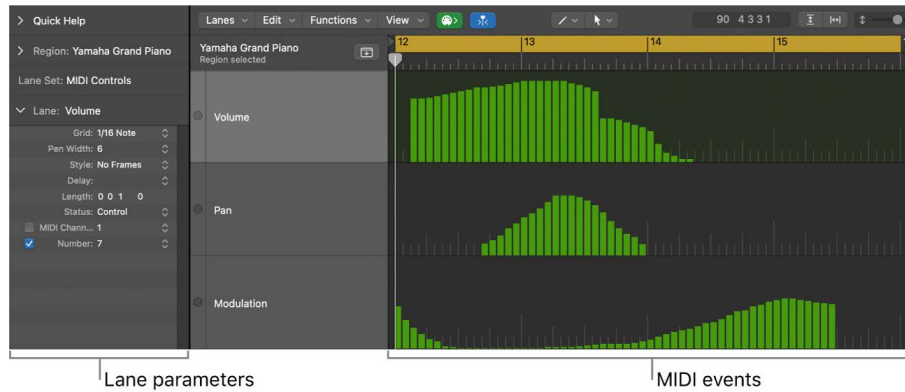 Quick Help
Lanes Edit Functions View 90 4 3 3 1
Region: Yamaha Grand Piano
Lane Set: MIDI Controls
Lane: Volume
Grid: 1/16 Note
Pen Width: 6
Style: No Frames
Delay:
Length: 0 0 1 0
Status: Control
MIDI Chann... 1
Number: 7
Yamaha Grand Piano
Region selected
12 13 14 15
Volume
Pan
Modulation
Lane parameters
MIDI events